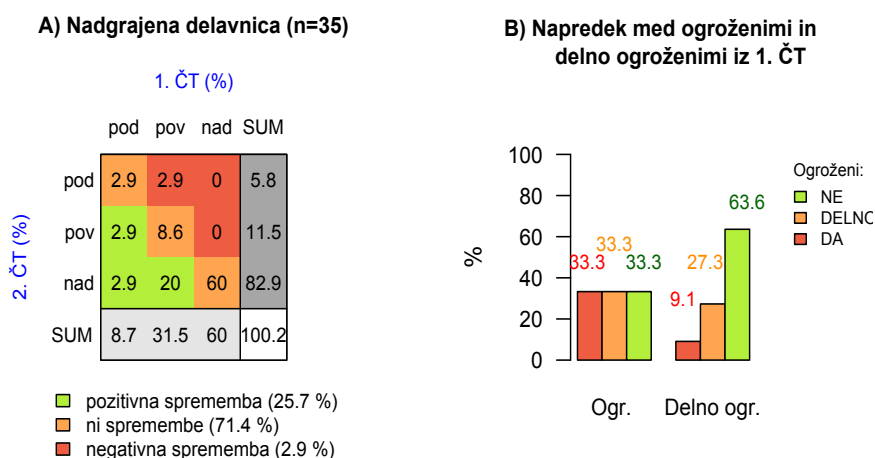 A) Nadgrajena delavnica (n=35)
1. ČT (%)
pod pov nad SUM
2. ČT (%)
pod 2.9 2.9 0 5.8
pov 2.9 8.6 0 11.5
nad 2.9 20 60 82.9
SUM 8.7 31.5 60 100.2
pozitivna sprememba (25.7 %)
ni spremembe (71.4 %)
negativna sprememba (2.9 %)
B) Napredek med ogroženimi in
delno ogroženimi iz 1. ČT
%
100
80
60
40
20
0
33.3
33.3
33.3
9.1
27.3
63.6
Ogr. Delno ogr.
Ogroženi:
NE
DELNO
DA